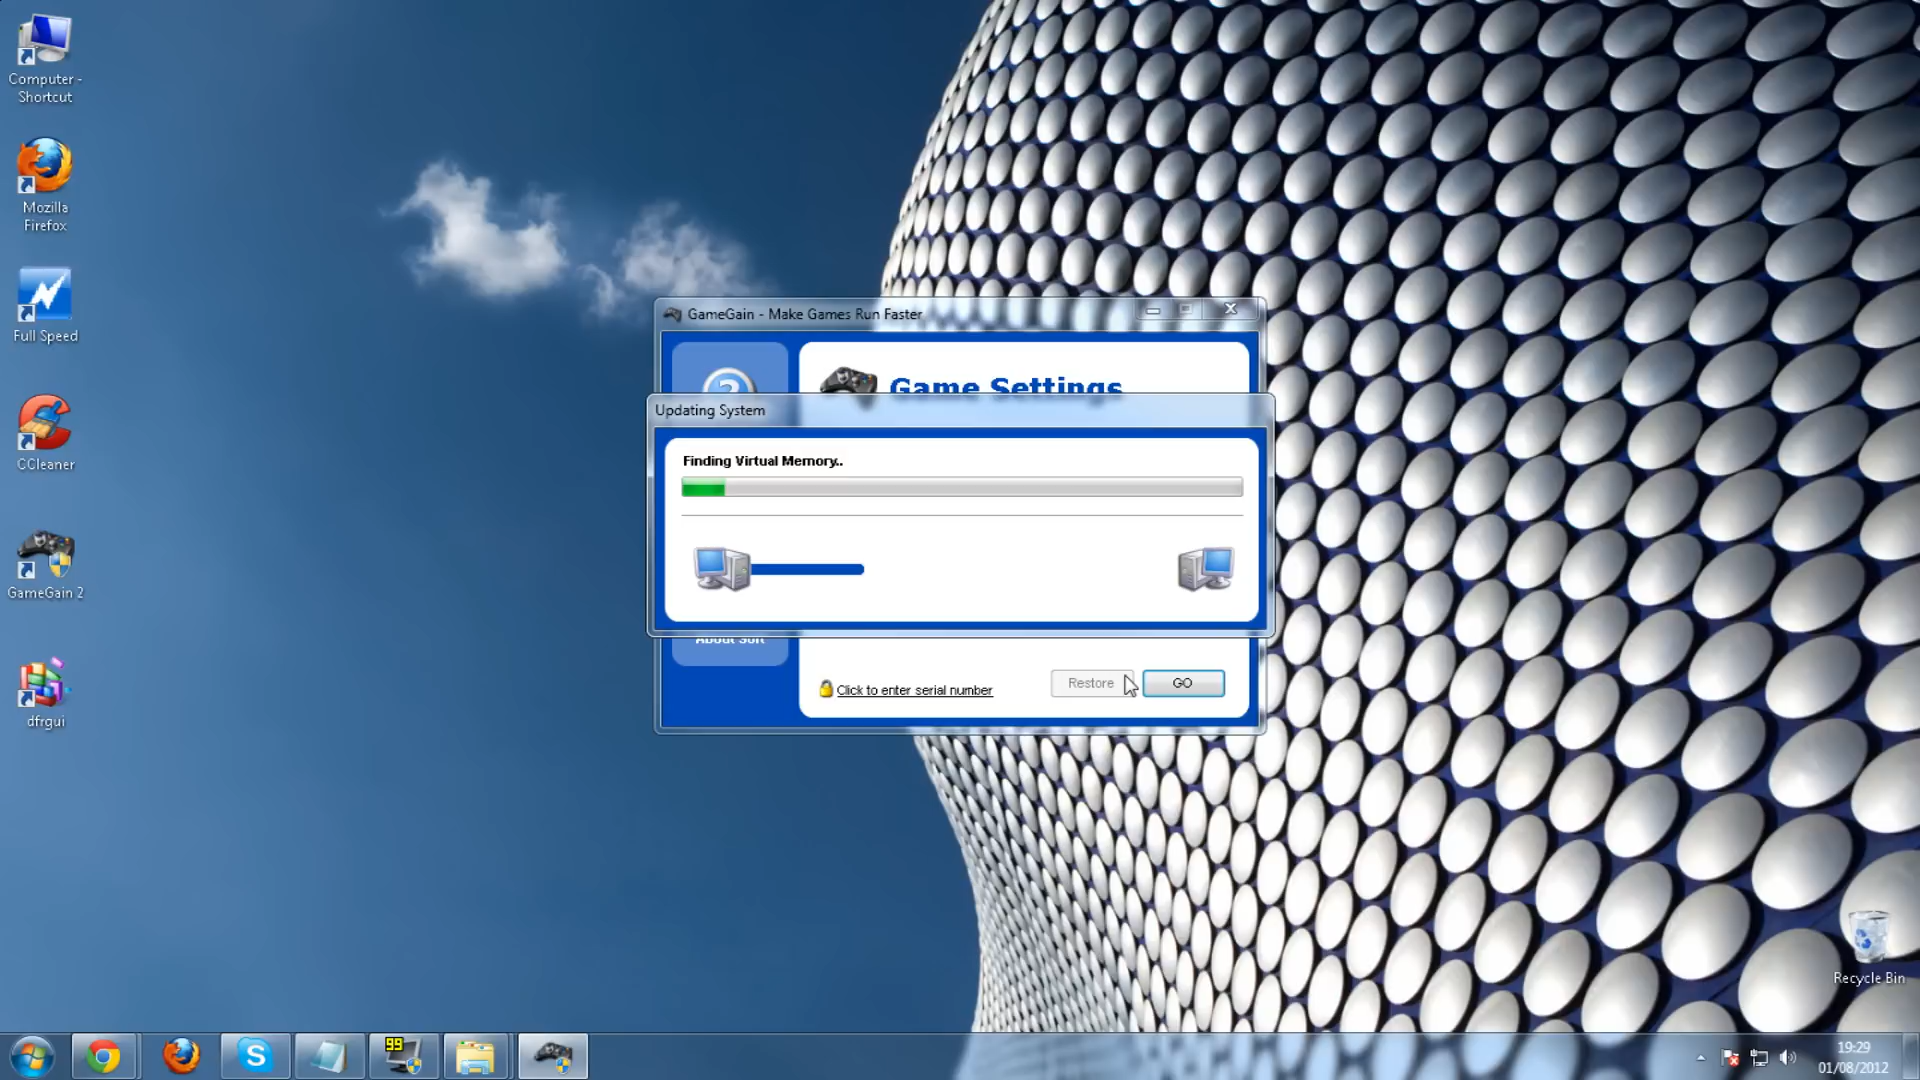 Computer -
Shortcut
Mozilla
Firefox
Full Speed
CCleaner
GameGain 2
dfrgui
GameGain - Make Games Run Faster
Game Settings
Updating System
Finding Virtual Memory..
About Soft
Click to enter serial number
Restore
GO
Recycle Bin
99
19:29
01/08/2012